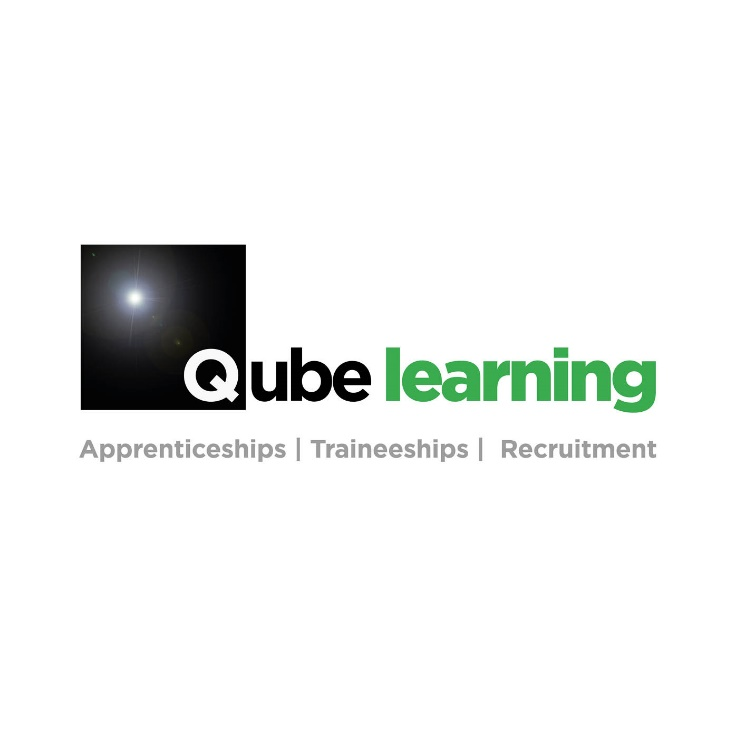 Qube learning
Apprenticeships | Traineeships | Recruitment